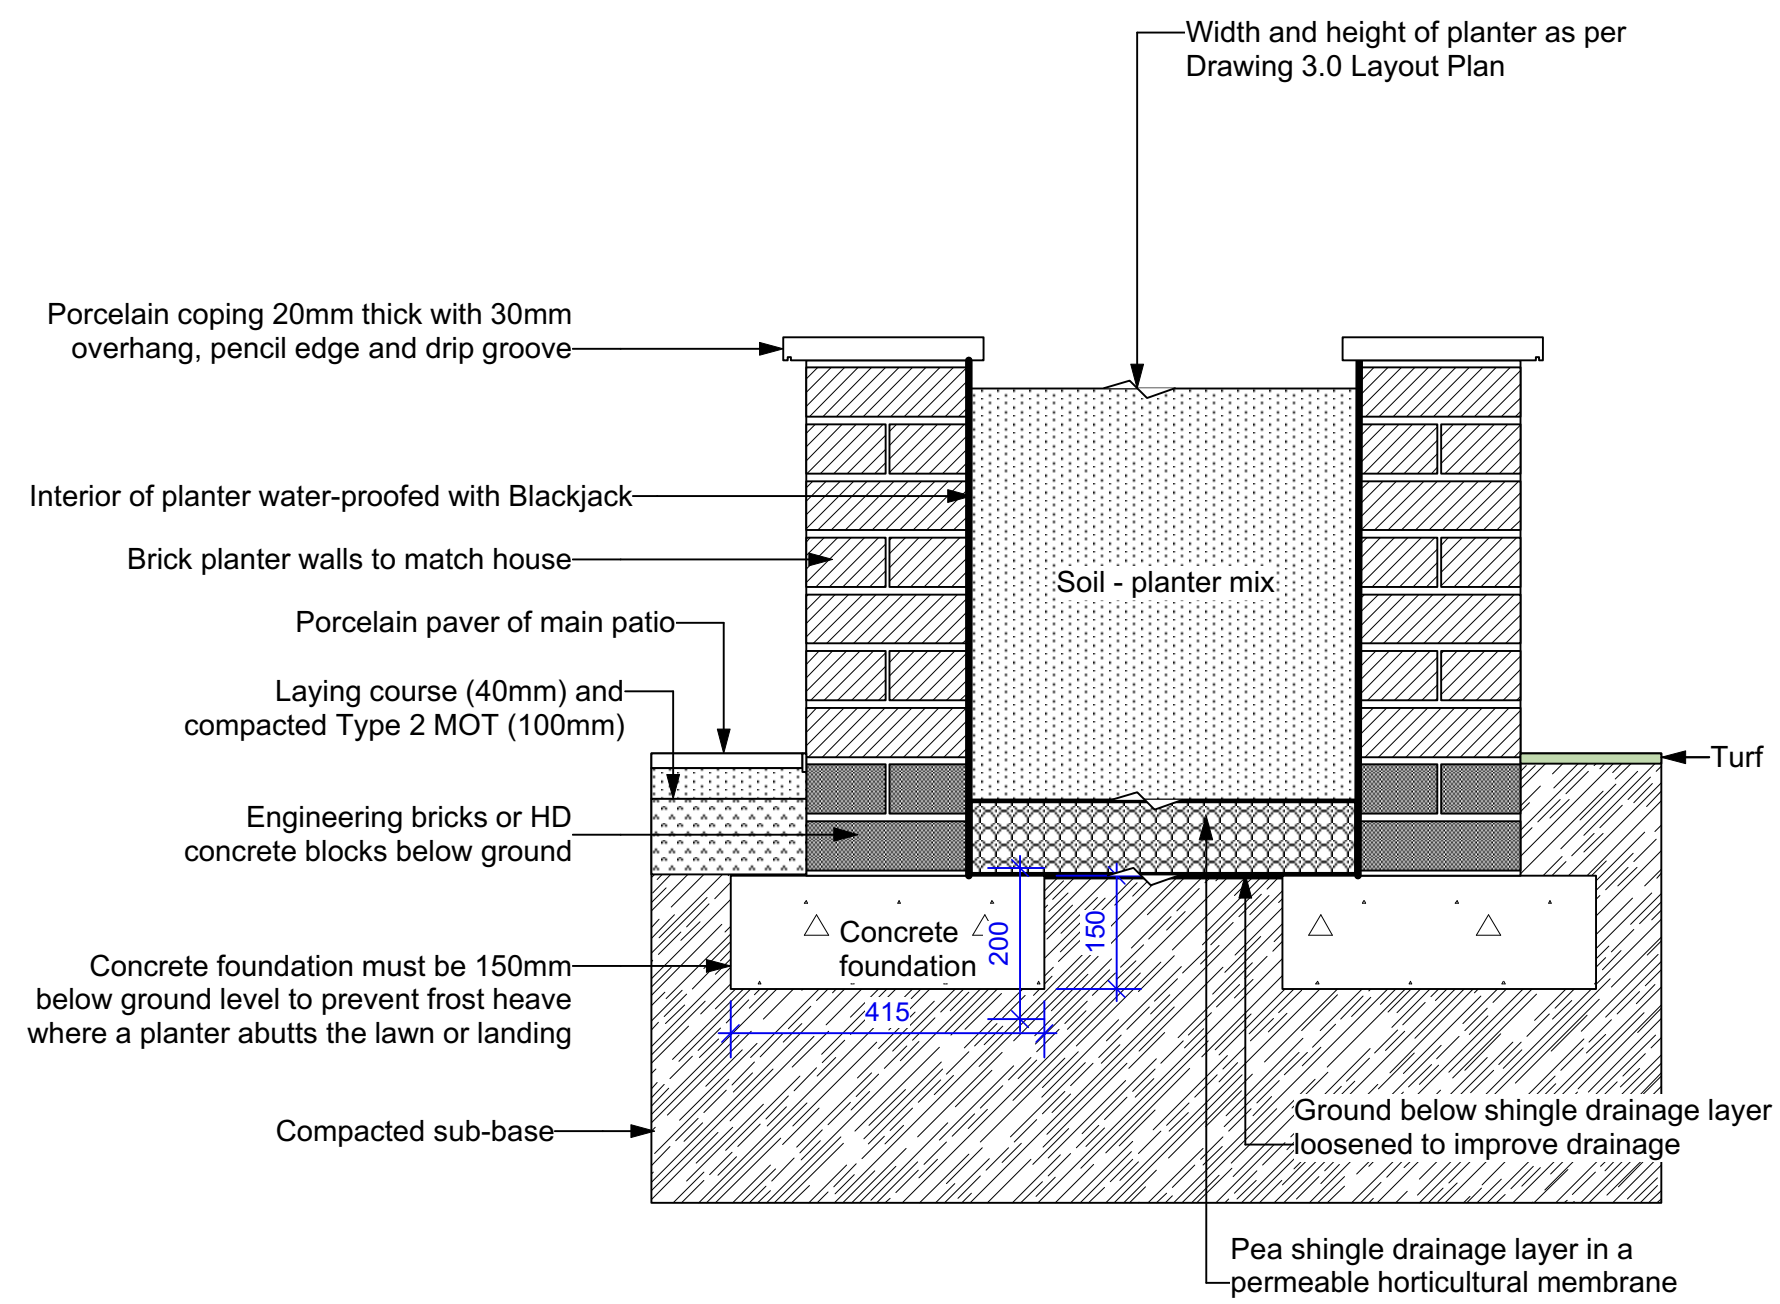 Width and height of planter as per
Drawing 3.0 Layout Plan
Porcelain coping 20mm thick with 30mm
overhang, pencil edge and drip groove
Interior of planter water-proofed with Blackjack
Brick planter walls to match house
Soil - planter mix
Porcelain paver of main patio
Laying course (40mm) and
compacted Type 2 MOT (100mm)
Turf
Engineering bricks or HD
concrete blocks below ground
Concrete
foundation
200
150
415
Concrete foundation must be 150mm
below ground level to prevent frost heave
where a planter abutts the lawn or landing
Compacted sub-base
Ground below shingle drainage layer
loosened to improve drainage
Pea shingle drainage layer in a
permeable horticultural membrane